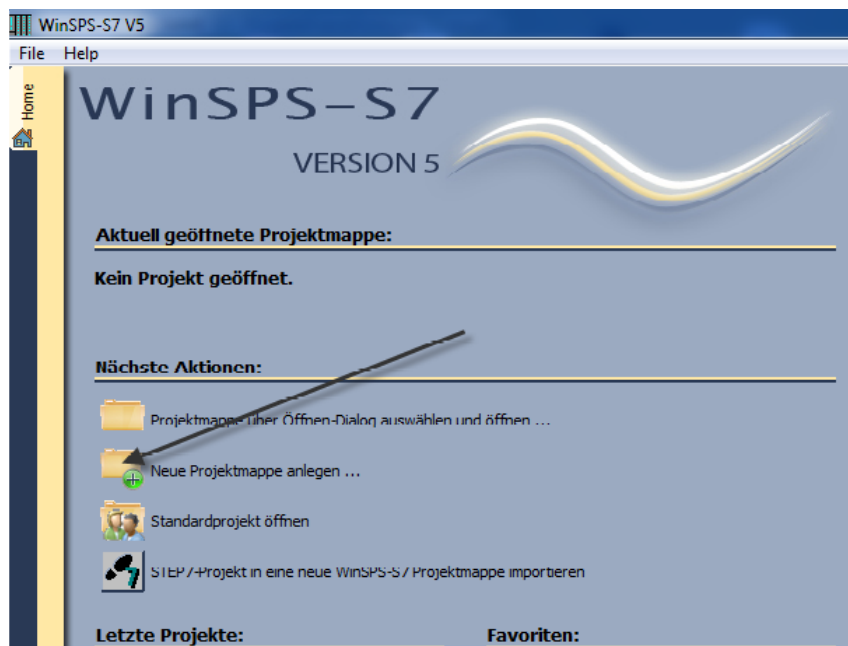 WinSPS-S7 V5
File Help
Home
WinSPS-S7
VERSION 5
Aktuell geöffnete Projektmappe:
Kein Projekt geöffnet.
Nächste Aktionen:
Projektmappe über Öffnen-Dialog auswählen und öffnen ...
Neue Projektmappe anlegen ...
Standardprojekt öffnen
STEP7-Projekt in eine neue WinSPS-S7 Projektmappe importieren
Letzte Projekte: Favoriten: